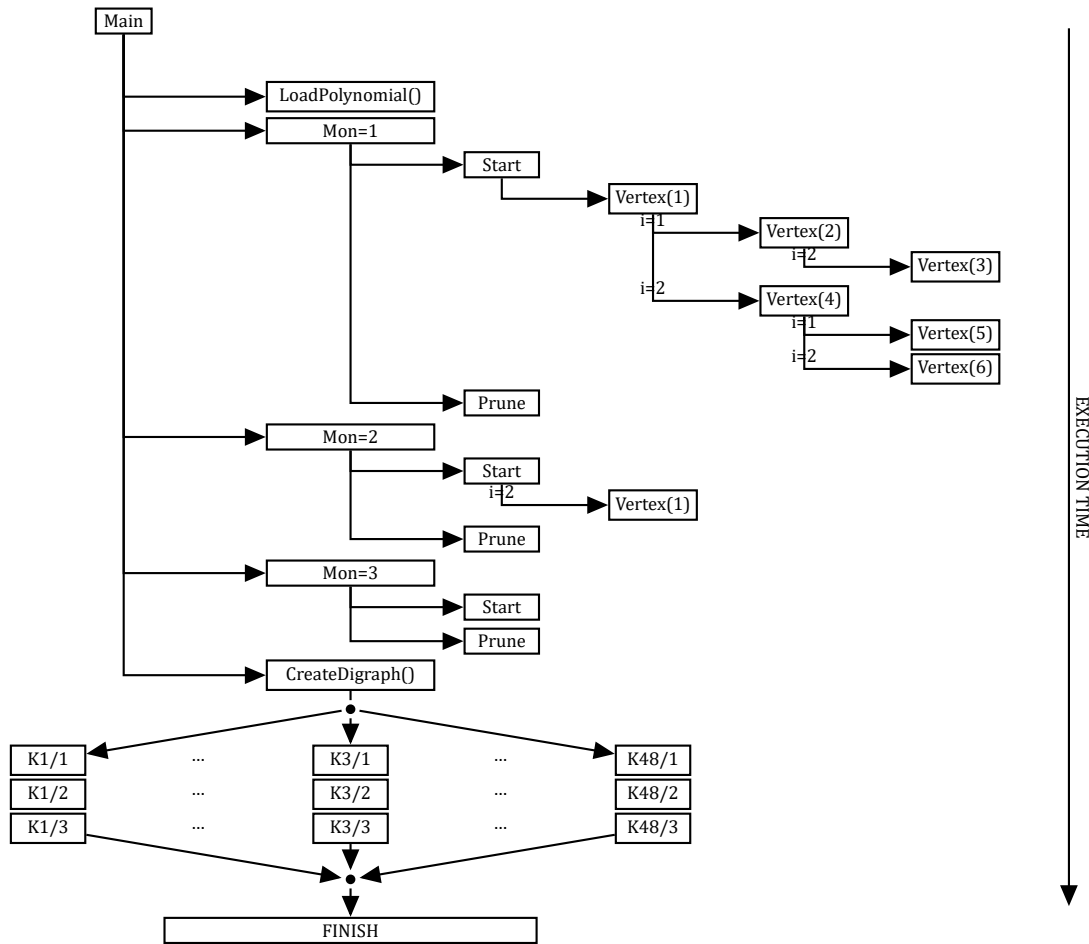 Main
LoadPolynomial()
Mon=1
Start
Vertex(1)
i=1
Vertex(2)
i=2
Vertex(3)
i=2
Vertex(4)
i=1
Vertex(5)
i=2
Vertex(6)
Prune
Mon=2
Start
i=2
Vertex(1)
Prune
Mon=3
Start
Prune
CreateDigraph()
K1/1 ... K3/1 ... K48/1
K1/2 ... K3/2 ... K48/2
K1/3 ... K3/3 ... K48/3
FINISH
EXECUTION TIME